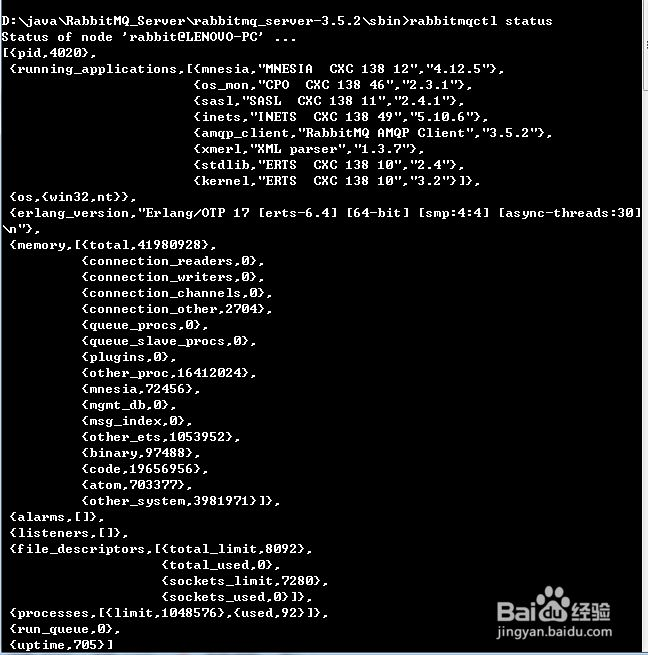 D:\java\RabbitMQ_Server\rabbitmq_server-3.5.2\sbin>rabbitmqctl status
Status of node 'rabbit@LENOVO-PC' ...
[{pid,4020},
 {running_applications,[{mnesia,"MNESIA  CXC 138 12","4.12.5"},
                        {os_mon,"CPO  CXC 138 46","2.3.1"},
                        {sasl,"SASL  CXC 138 11","2.4.1"},
                        {inets,"INETS  CXC 138 49","5.10.6"},
                        {amqp_client,"RabbitMQ AMQP Client","3.5.2"},
                        {xmerl,"XML parser","1.3.7"},
                        {stdlib,"ERTS  CXC 138 10","2.4"},
                        {kernel,"ERTS  CXC 138 10","3.2"}]},
 {os,{win32,nt}},
 {erlang_version,"Erlang/OTP 17 [erts-6.4] [64-bit] [smp:4:4] [async-threads:30]
\n"},
 {memory,[{total,41980928},
          {connection_readers,0},
          {connection_writers,0},
          {connection_channels,0},
          {connection_other,2704},
          {queue_procs,0},
          {queue_slave_procs,0},
          {plugins,0},
          {other_proc,16412024},
          {mnesia,72456},
          {mgmt_db,0},
          {msg_index,0},
          {other_ets,1053952},
          {binary,97488},
          {code,19656956},
          {atom,703377},
          {other_system,3981971}]},
 {alarms,[]},
 {listeners,[]},
 {file_descriptors,[{total_limit,8092},
                    {total_used,0},
                    {sockets_limit,7280},
                    {sockets_used,0}]},
 {processes,[{limit,1048576},{used,92}]},
 {run_queue,0},
 {uptime,705}]
Baidu经验
jingyan.baidu.com